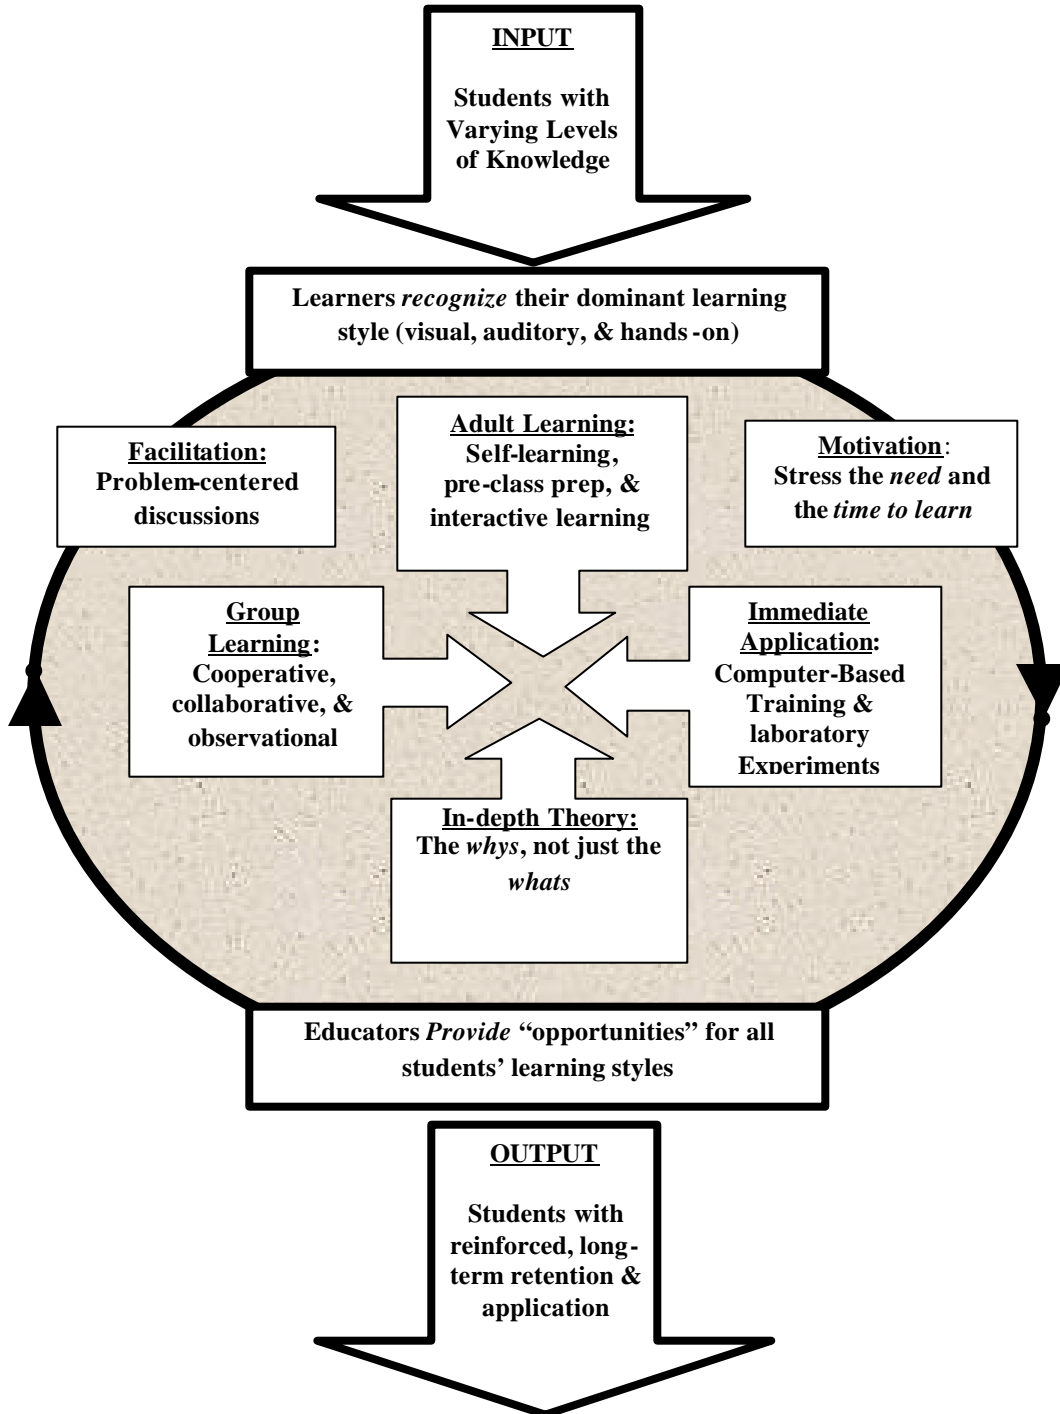 INPUT
Students with
Varying Levels
of Knowledge
Learners recognize their dominant learning
style (visual, auditory, & hands-on)
Facilitation:
Problem-centered
discussions
Adult Learning:
Self-learning,
pre-class prep, &
interactive learning
Motivation:
Stress the need and
the time to learn
Group
Learning:
Cooperative,
collaborative, &
observational
Immediate
Application:
Computer-Based
Training &
laboratory
Experiments
In-depth Theory:
The whys, not just the
whats
Educators Provide “opportunities” for all
students’ learning styles
OUTPUT
Students with
reinforced, long-
term retention &
application